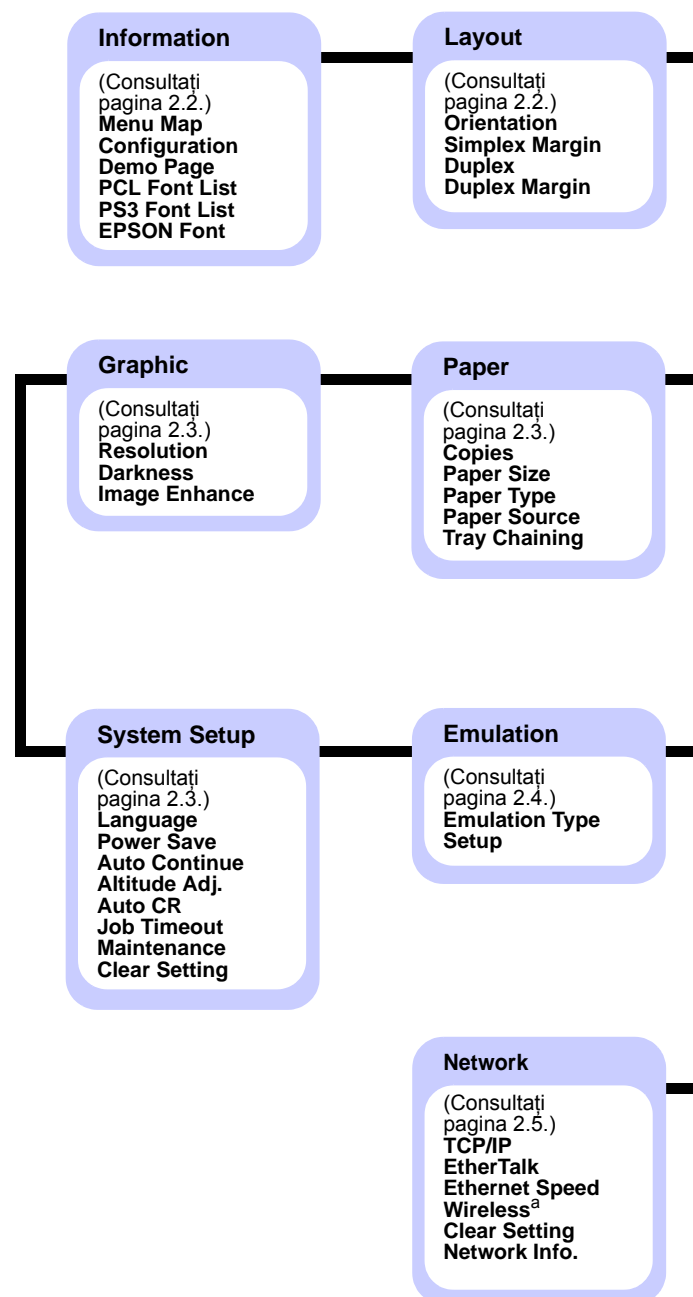 Information
(Consultați
pagina 2.2.)
Menu Map
Configuration
Demo Page
PCL Font List
PS3 Font List
EPSON Font
Layout
(Consultați
pagina 2.2.)
Orientation
Simplex Margin
Duplex
Duplex Margin
Graphic
(Consultați
pagina 2.3.)
Resolution
Darkness
Image Enhance
Paper
(Consultați
pagina 2.3.)
Copies
Paper Size
Paper Type
Paper Source
Tray Chaining
System Setup
(Consultați
pagina 2.3.)
Language
Power Save
Auto Continue
Altitude Adj.
Auto CR
Job Timeout
Maintenance
Clear Setting
Emulation
(Consultați
pagina 2.4.)
Emulation Type
Setup
Network
(Consultați
pagina 2.5.)
TCP/IP
EtherTalk
Ethernet Speed
Wirelessᵃ
Clear Setting
Network Info.